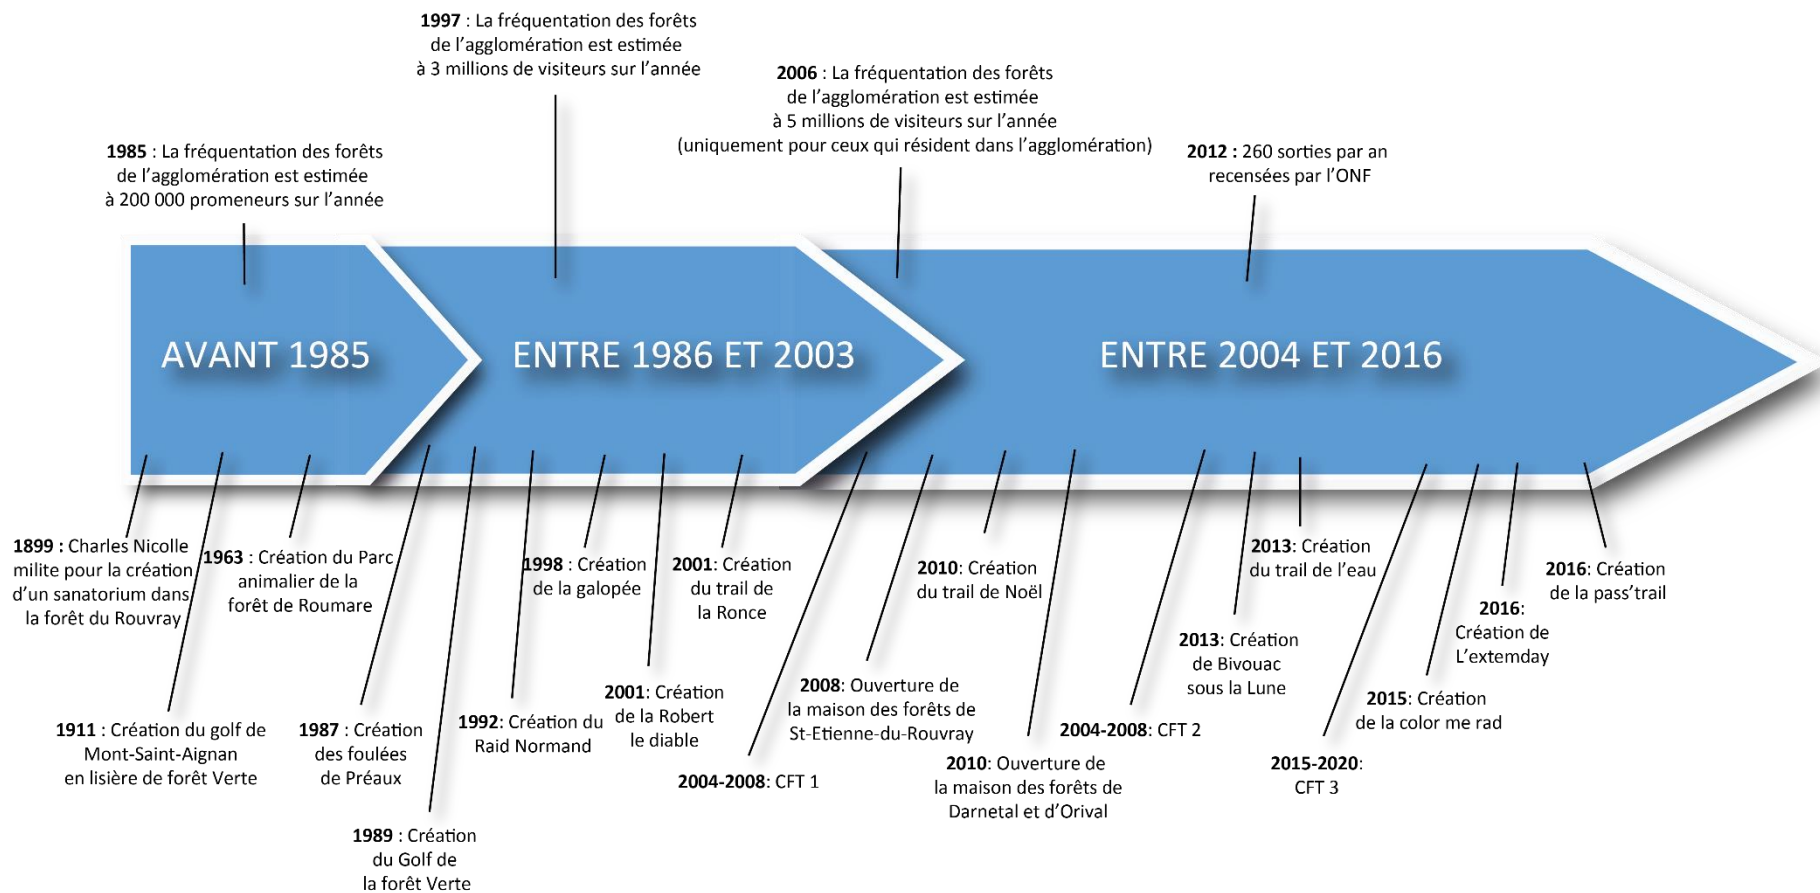 1997 : La fréquentation des forêts
de l'agglomération est estimée
à 3 millions de visiteurs sur l'année
2006 : La fréquentation des forêts
de l'agglomération est estimée
à 5 millions de visiteurs sur l'année
(uniquement pour ceux qui résident dans l'agglomération)
1985 : La fréquentation des forêts
de l'agglomération est estimée
à 200 000 promeneurs sur l'année
2012 : 260 sorties par an
recensées par l'ONF
AVANT 1985
ENTRE 1986 ET 2003
ENTRE 2004 ET 2016
1899 : Charles Nicolle
milite pour la création
d'un sanatorium dans
la forêt du Rouvray
1963 : Création du Parc
animalier de la
forêt de Roumare
1998 : Création
de la galopée
2001: Création
du trail de
la Ronce
2010: Création
du trail de Noël
2013: Création
du trail de l'eau
2016: Création
de la pass'trail
2016:
Création de
L'extemday
2013: Création
de Bivouac
sous la Lune
2015: Création
de la color me rad
1911 : Création du golf de
Mont-Saint-Aignan
en lisière de forêt Verte
1987 : Création
des foulées
de Préaux
1992: Création du
Raid Normand
2001: Création
de la Robert
le diable
2008: Ouverture de
la maison des forêts de
St-Etienne-du-Rouvray
2004-2008: CFT 2
2004-2008: CFT 1
2010: Ouverture de
la maison des forêts de
Darnetal et d'Orival
2015-2020:
CFT 3
1989 : Création
du Golf de
la forêt Verte